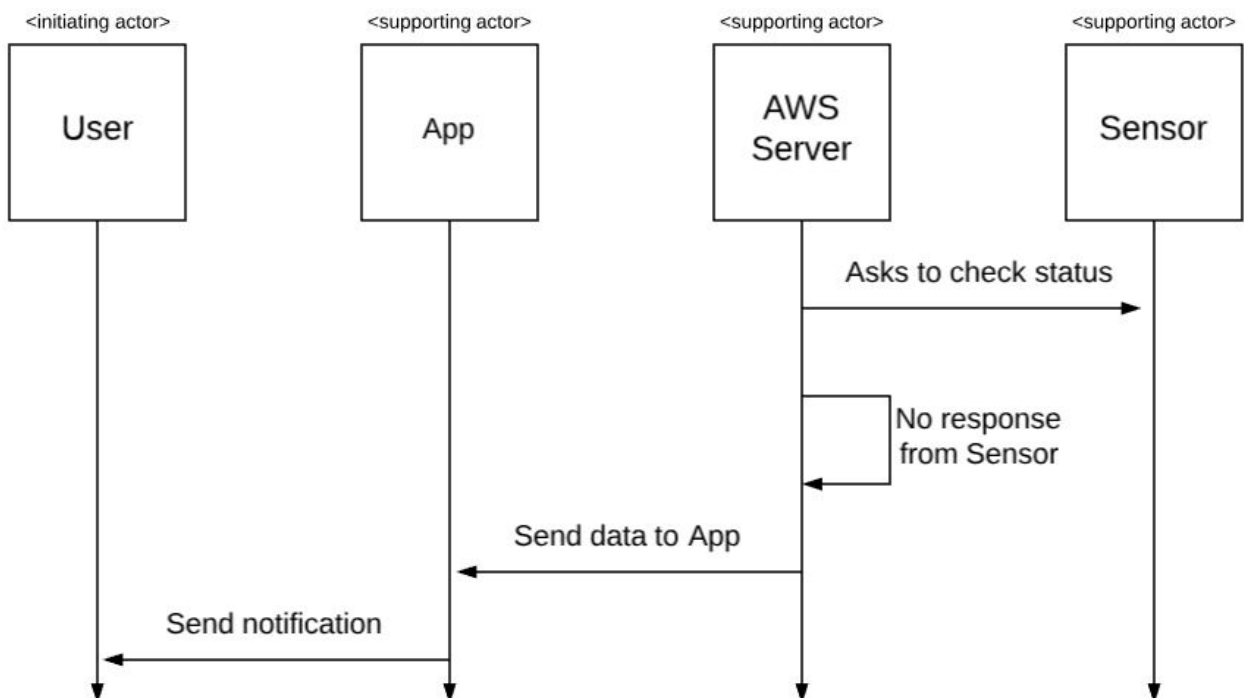 <initiating actor>
<supporting actor>
<supporting actor>
<supporting actor>
User
App
AWS
Server
Sensor
Asks to check status
No response
from Sensor
Send data to App
Send notification